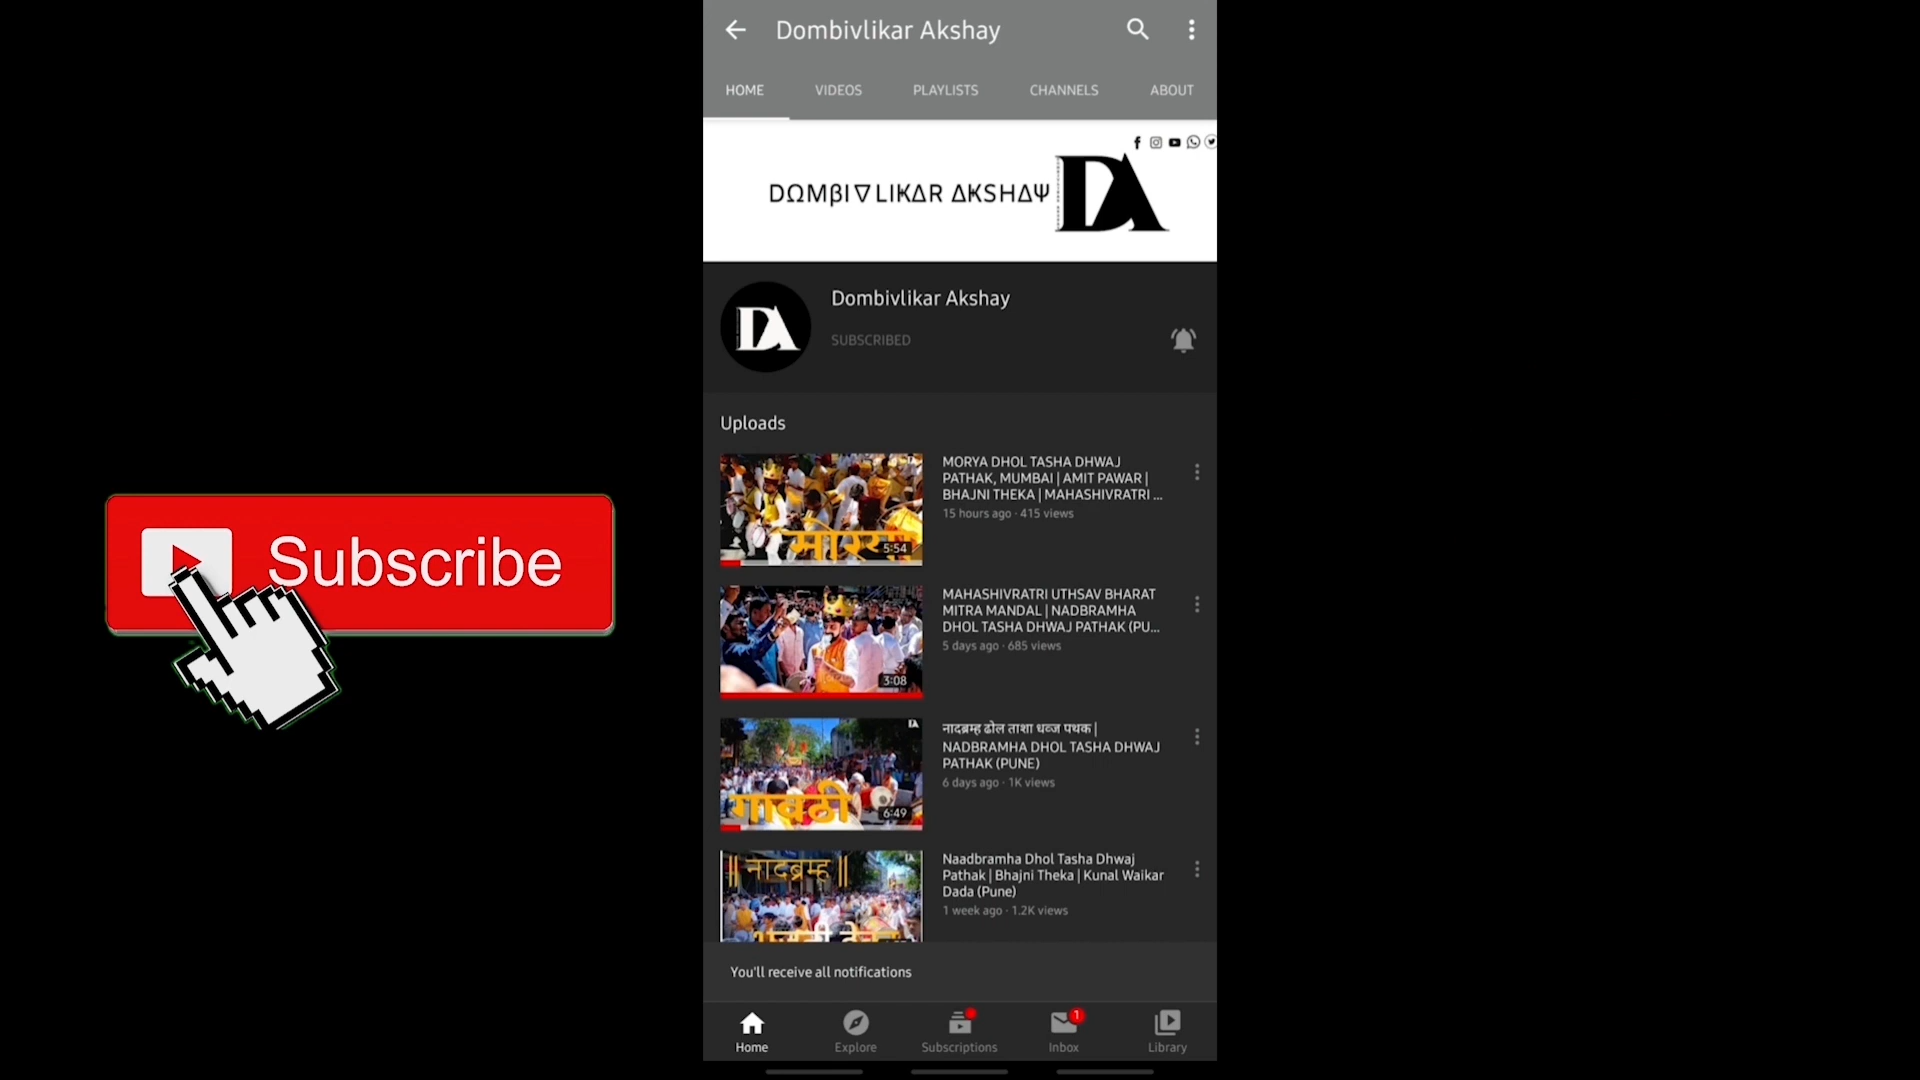 Dombivlikar Akshay
HOME VIDEOS PLAYLISTS CHANNELS ABOUT
DΩMβI∇LIꓘΔR ΔꓘSHΔΨ DA
Dombivlikar Akshay
DA
SUBSCRIBED
Uploads
MORYA DHOL TASHA DHWAJ
PATHAK, MUMBAI | AMIT PAWAR |
BHAJNI THEKA | MAHASHIVRATRI ...
15 hours ago · 415 views
मोरया
5:54
MAHASHIVRATRI UTHSAV BHARAT
MITRA MANDAL | NADBRAMHA
DHOL TASHA DHWAJ PATHAK (PU...
5 days ago · 685 views
3:08
नादब्रम्ह ढोल ताशा ध्वज पथक |
NADBRAMHA DHOL TASHA DHWAJ
PATHAK (PUNE)
6 days ago · 1K views
DA
गावठी
6:49
Naadbramha Dhol Tasha Dhwaj
Pathak | Bhajni Theka | Kunal Waikar
Dada (Pune)
1 week ago · 1.2K views
|| नादब्रम्ह ||
Subscribe
You'll receive all notifications
1
Home Explore Subscriptions Inbox Library